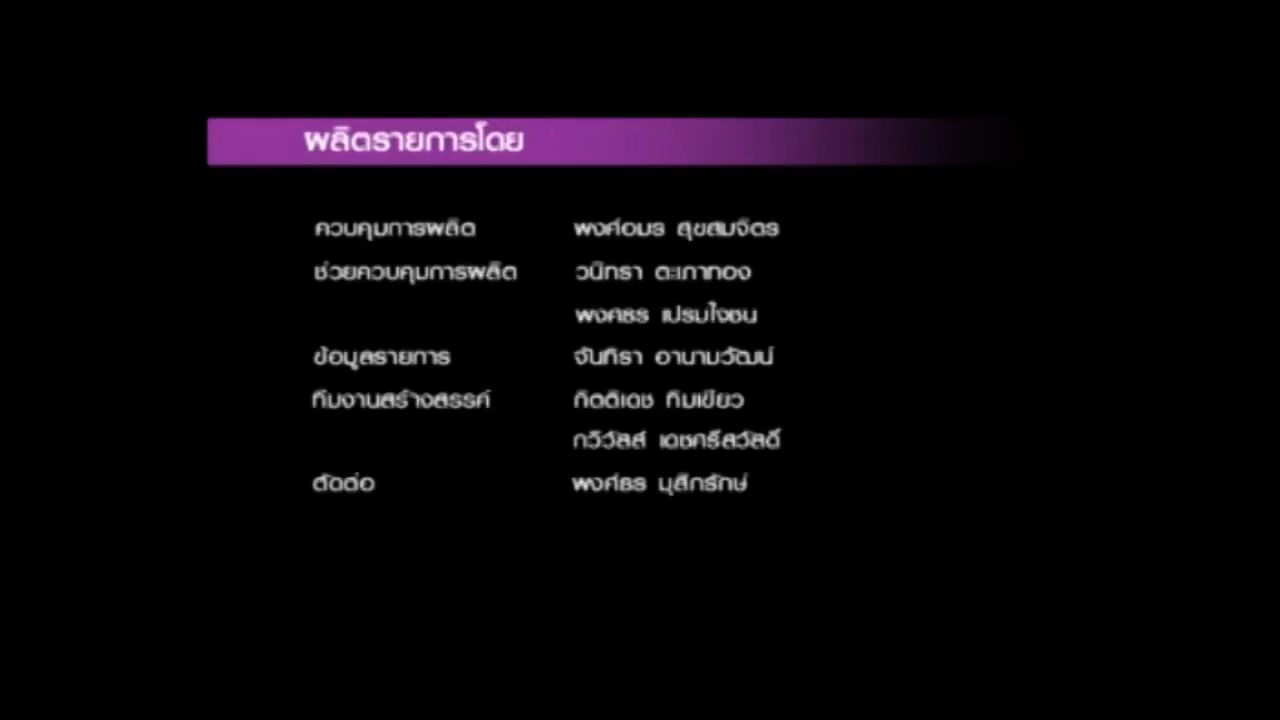 ผลิตรายการโดย
ควบคุมการผลิต พงศ์อมร สุขสมจิตร
ช่วยควบคุมการผลิต วนิทรา ตะเภาทอง
พงศธร เปรมใจชน
ข้อมูลรายการ จันทิรา อานามวัฒน์
ทีมงานสร้างสรรค์ กิตติเดช ทิมเขียว
กวิวัสส์ เดชศรีสวัสดิ์
ตัดต่อ พงศ์ธร มุสิกรักษ์